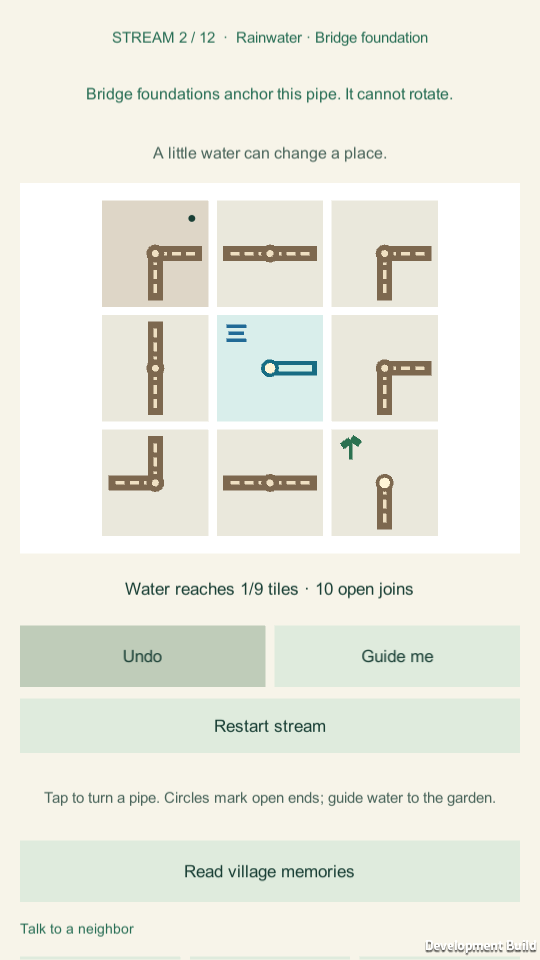 STREAM 2 / 12 · Rainwater · Bridge foundation
Bridge foundations anchor this pipe. It cannot rotate.
A little water can change a place.
Water reaches 1/9 tiles · 10 open joins
Undo
Guide me
Restart stream
Tap to turn a pipe. Circles mark open ends; guide water to the garden.
Read village memories
Talk to a neighbor
Development Build